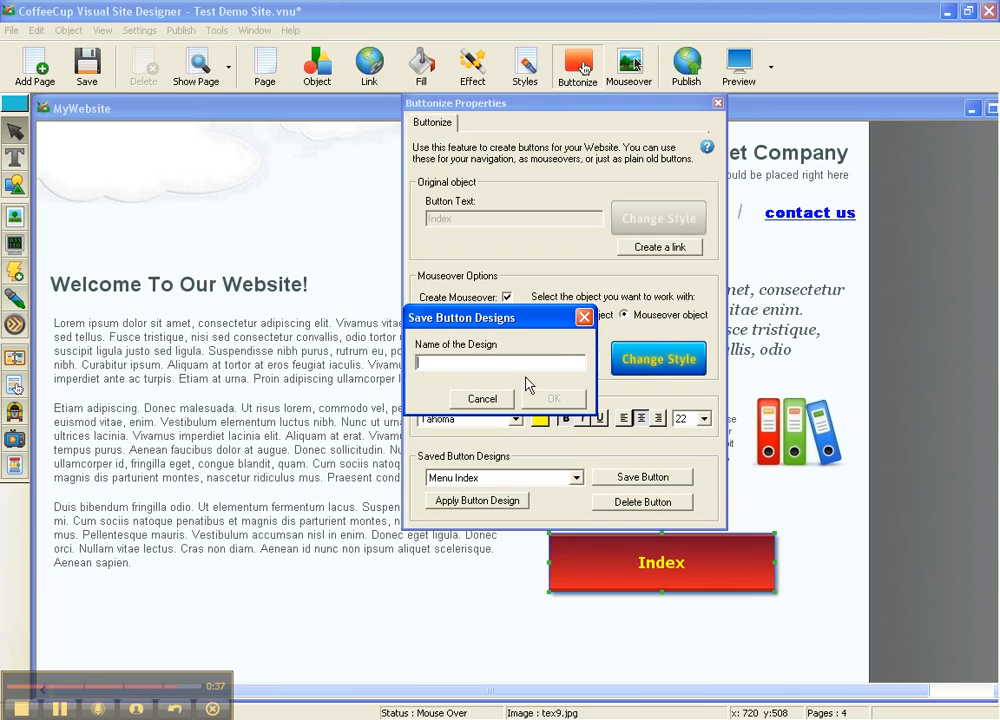 CoffeeCup Visual Site Designer - Test Demo Site.vnu*
File Edit Object View Settings Publish Tools Window Help
Add Page Save Delete Show Page Page Object Link Fill Effect Styles Buttonize Mouseover Publish Preview
MyWebsite
Buttonize Properties
Buttonize
Use this feature to create buttons for your Website. You can use
these for your navigation, as mouseovers, or just as plain old buttons.
Original object
Button Text:
Index
Change Style
Create a link
Mouseover Options
Create Mouseover:
Select the object you want to work with:
ject Mouseover object
Change Style
Save Button Designs
Name of the Design
Cancel OK
Tahoma B I U 22
Saved Button Designs
Menu Index
Save Button
Apply Button Design
Delete Button
et Company
ould be placed right here
/ contact us
Welcome To Our Website!
Lorem ipsum dolor sit amet, consectetur adipiscing elit. Vivamus vita
sed tellus. Fusce tristique, nisi sed consectetur convallis, odio tortor
suscipit ligula justo sed ligula. Suspendisse nibh purus, rutrum eu, po
nibh. Curabitur ipsum. Aliquam at tortor at eros feugiat iaculis. Vivam
imperdiet ante ac turpis. Etiam at urna. Proin adipiscing ullamcorper l
Etiam adipiscing. Donec malesuada. Ut risus lorem, commodo vel, pe
euismod vitae, enim. Vestibulum elementum luctus nibh. Nunc ut urna
ultrices lacinia. Vivamus imperdiet lacinia elit. Aliquam at erat. Vivamu
tempus purus. Aenean faucibus dolor at augue. Donec sollicitudin. N
ullamcorper id, fringilla eget, congue blandit, quam. Cum sociis natoq
magnis dis parturient montes, nascetur ridiculus mus. Praesent cond
Duis bibendum fringilla odio. Ut elementum fermentum lacus. Suspen
mi. Cum sociis natoque penatibus et magnis dis parturient montes, n
mus. Pellentesque mauris. Vestibulum accumsan nisl in enim. Donec eget ligula. Donec
orci. Nullam vitae lectus. Cras non diam. Aenean id nunc non ipsum aliquet scelerisque.
Aenean sapien.
net, consectetur
itae enim.
sce tristique,
llis, odio
se
bit
Index
0:37
Status : Mouse Over
Image : tex9.jpg
x: 720 y:508
Pages : 4